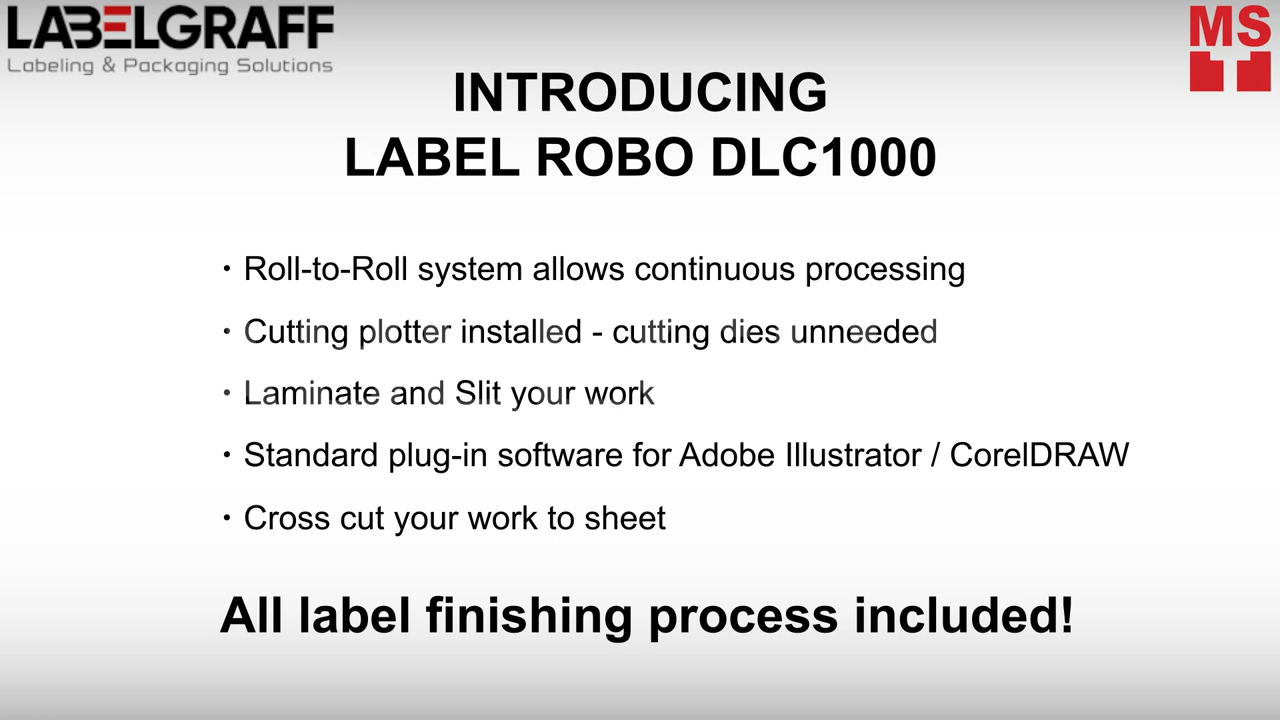 LABELGRAFF
Labeling & Packaging Solutions
MS
T
INTRODUCING
LABEL ROBO DLC1000
・Roll-to-Roll system allows continuous processing
・Cutting plotter installed - cutting dies unneeded
・Laminate and Slit your work
・Standard plug-in software for Adobe Illustrator / CorelDRAW
・Cross cut your work to sheet
All label finishing process included!